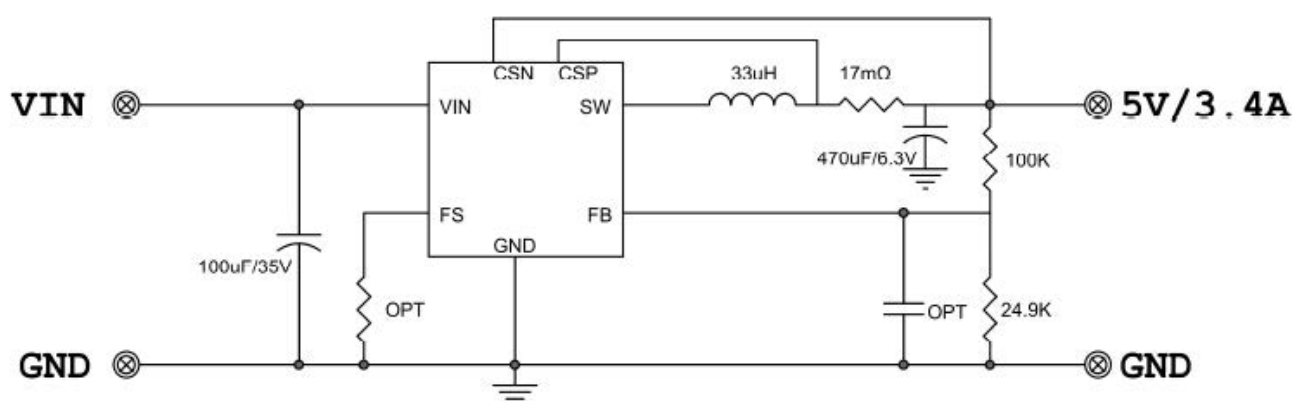 CSN
CSP
33uH
17mΩ
VIN
VIN
SW
5V/3.4A
470uF/6.3V
100K
FS
FB
GND
100uF/35V
OPT
OPT
24.9K
GND
GND